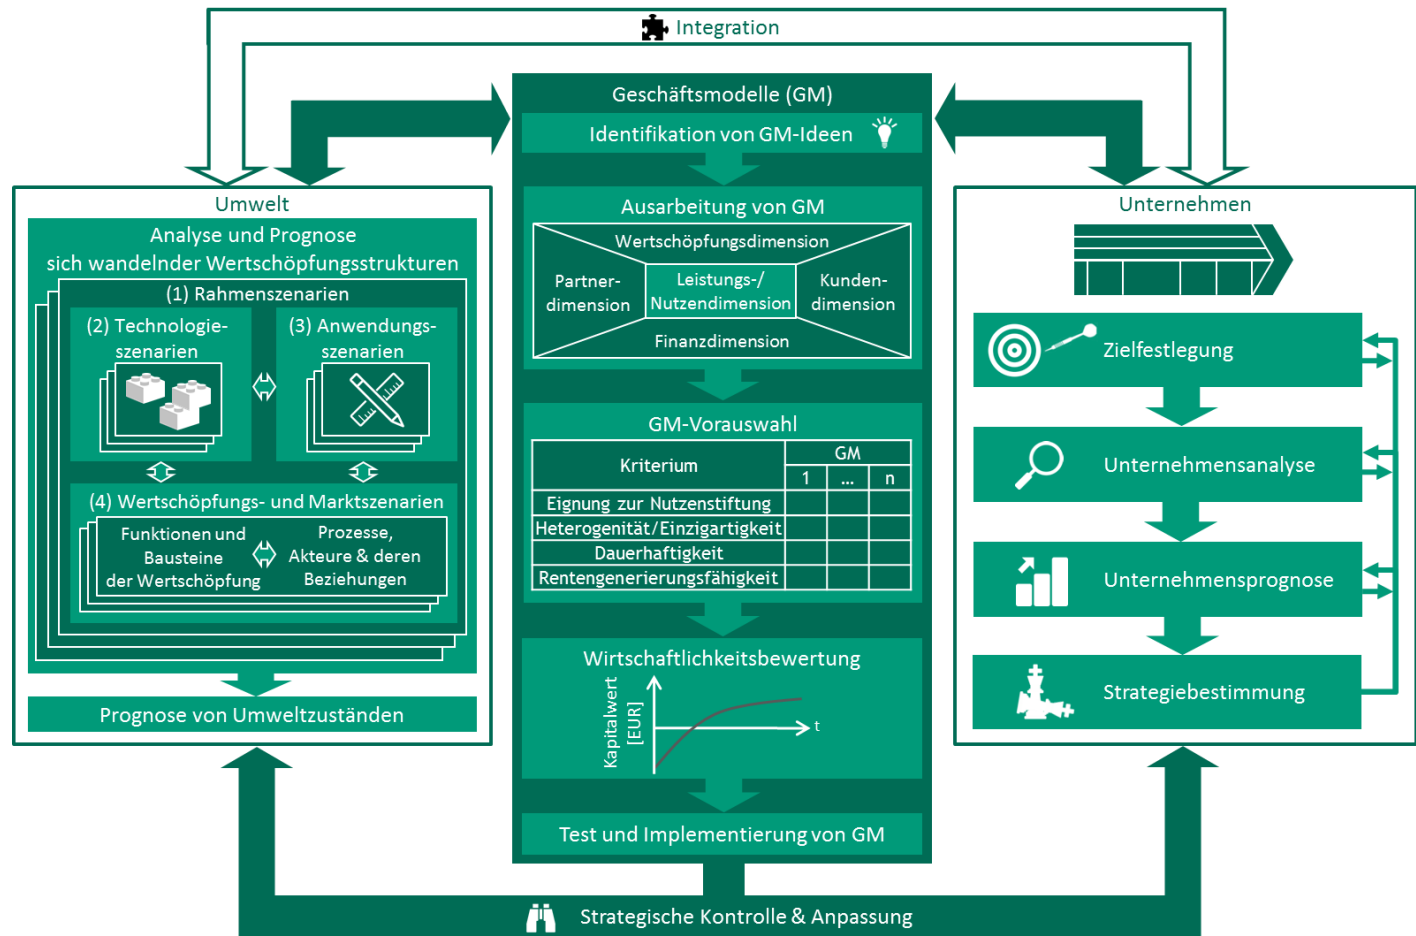 Integration
Geschäftsmodelle (GM)
Identifikation von GM-Ideen
Ausarbeitung von GM
Wertschöpfungsdimension
Partner-
dimension
Leistungs-/
Nutzendimension
Kunden-
dimension
Finanzdimension
GM-Vorauswahl
Kriterium
GM
1 ... n
Eignung zur Nutzenstiftung
Heterogenität/Einzigartigkeit
Dauerhaftigkeit
Rentengenerierungsfähigkeit
Wirtschaftlichkeitsbewertung
Kapitalwert
[EUR]
t
Test und Implementierung von GM
Umwelt
Analyse und Prognose
sich wandelnder Wertschöpfungsstrukturen
(1) Rahmenszenarien
(2) Technologie-
szenarien
(3) Anwendungs-
szenarien
(4) Wertschöpfungs- und Marktszenarien
Funktionen und
Bausteine
der Wertschöpfung
Prozesse,
Akteure & deren
Beziehungen
Prognose von Umweltzuständen
Unternehmen
Zielfestlegung
Unternehmensanalyse
Unternehmensprognose
Strategiebestimmung
Strategische Kontrolle & Anpassung